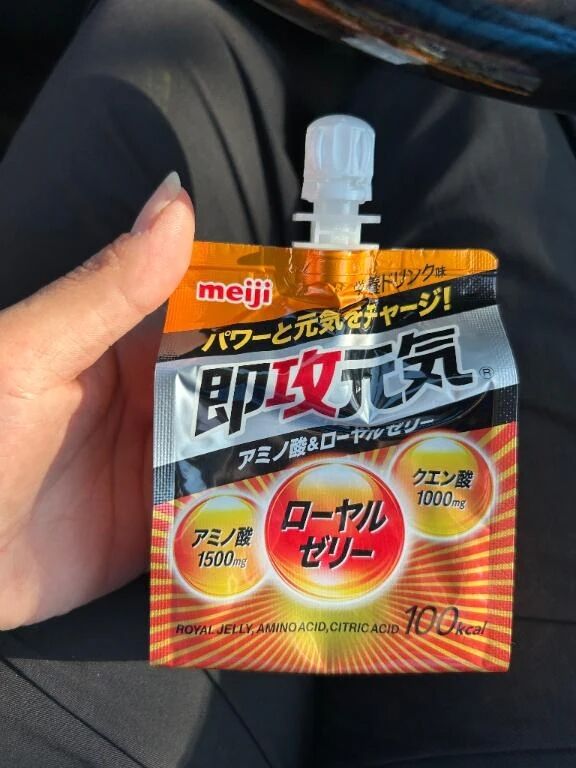 meiji
栄養ドリンク味
パワーと元気をチャージ!
即攻元気®
アミノ酸&ローヤルゼリー
クエン酸
1000mg
アミノ酸
1500mg
ローヤル
ゼリー
ROYAL JELLY, AMINO ACID, CITRIC ACID 100kcal